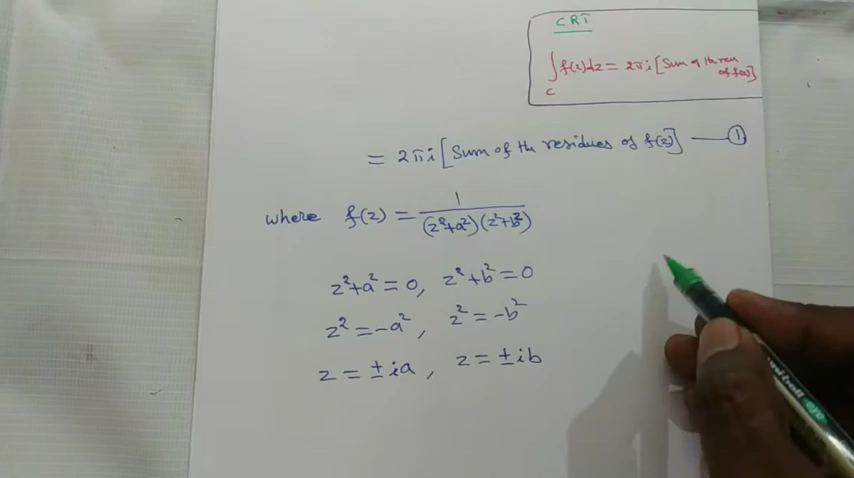 CRT
∫f(z)dz = 2πi[Sum of the res
C
of f(z)]
= 2πi[Sum of the residues of f(z)] — ①
where f(z) = 1/(z²+a²)(z²+b²)
z²+a²=0, z²+b²=0
z²=-a², z²=-b²
z=±ia, z=±ib